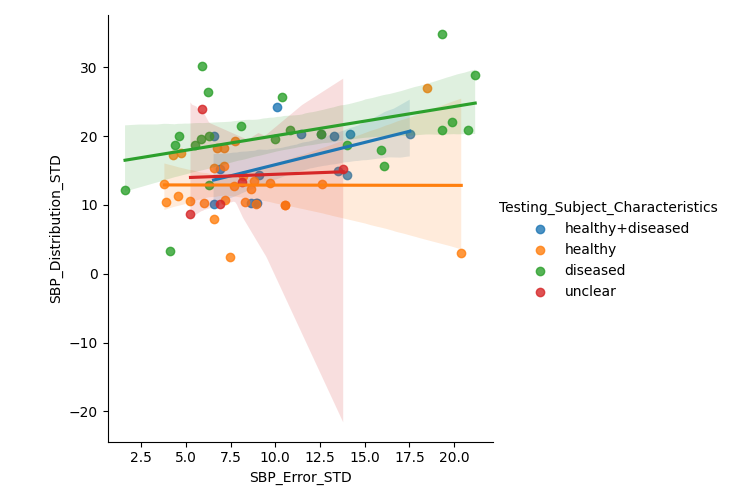 SBP_Distribution_STD
30
20
10
0
−10
−20
2.5 5.0 7.5 10.0 12.5 15.0 17.5 20.0
SBP_Error_STD
Testing_Subject_Characteristics
healthy+diseased
healthy
diseased
unclear